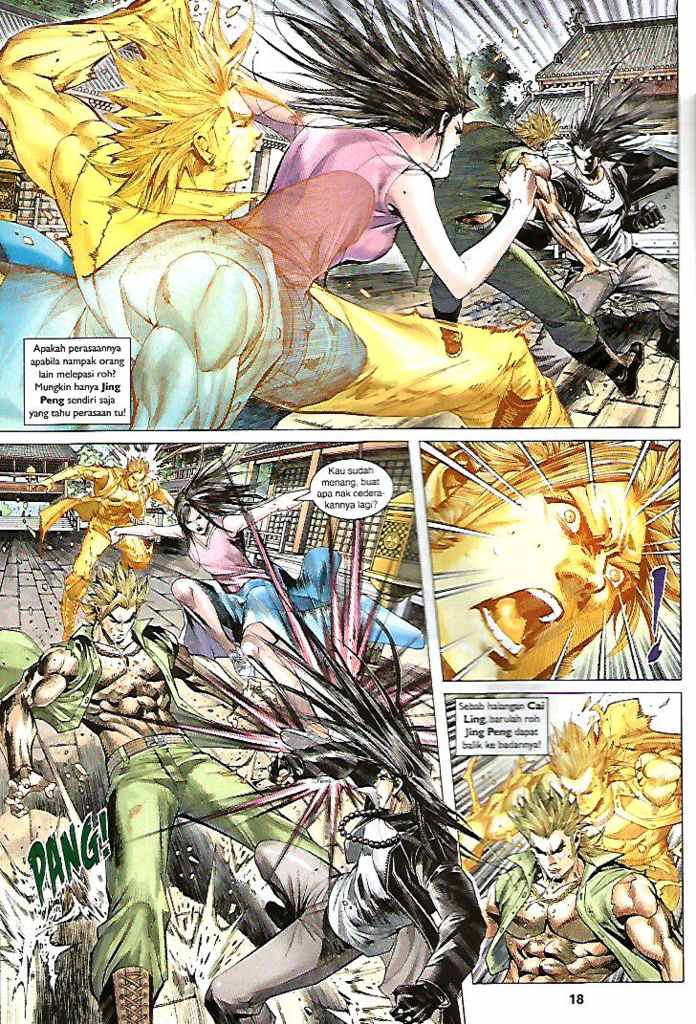 Apakah perasaannya
apabila nampak orang
lain melepasi roh?
Mungkin hanya Jing
Peng sendiri saja
yang tahu perasaan tu!
Kau sudah
menang, buat
apa nak cedera-
kannya lagi?
!
PANG!
Sebab halangan Cai
Ling, barulah roh
Jing Peng dapat
balik ke badannya!
18